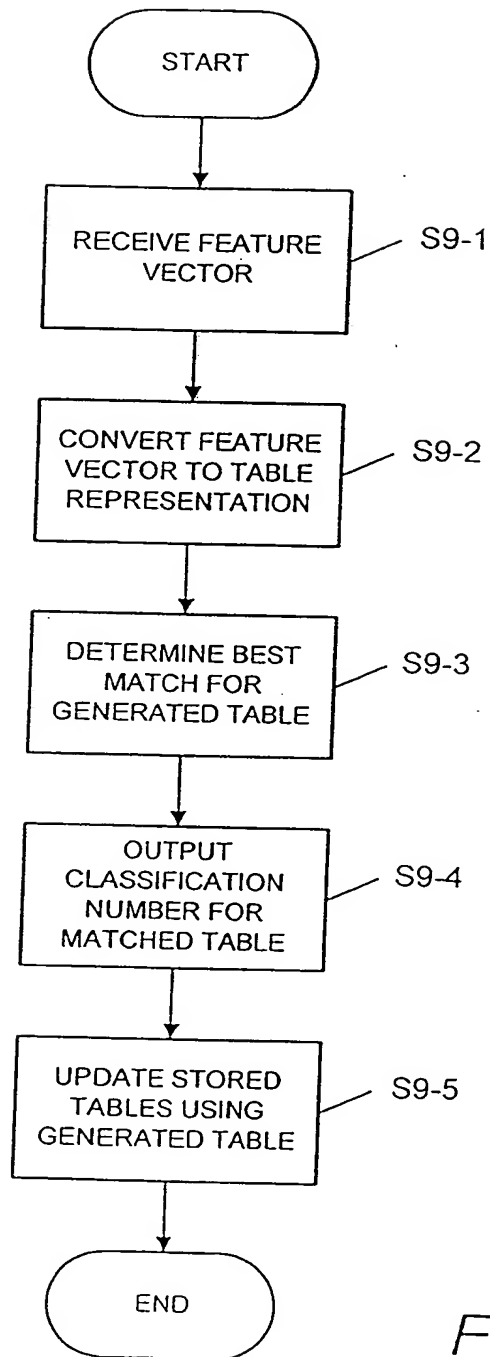 START
RECEIVE FEATURE
VECTOR
S9-1
CONVERT FEATURE
VECTOR TO TABLE
REPRESENTATION
S9-2
DETERMINE BEST
MATCH FOR
GENERATED TABLE
S9-3
OUTPUT
CLASSIFICATION
NUMBER FOR
MATCHED TABLE
S9-4
UPDATE STORED
TABLES USING
GENERATED TABLE
S9-5
END
F